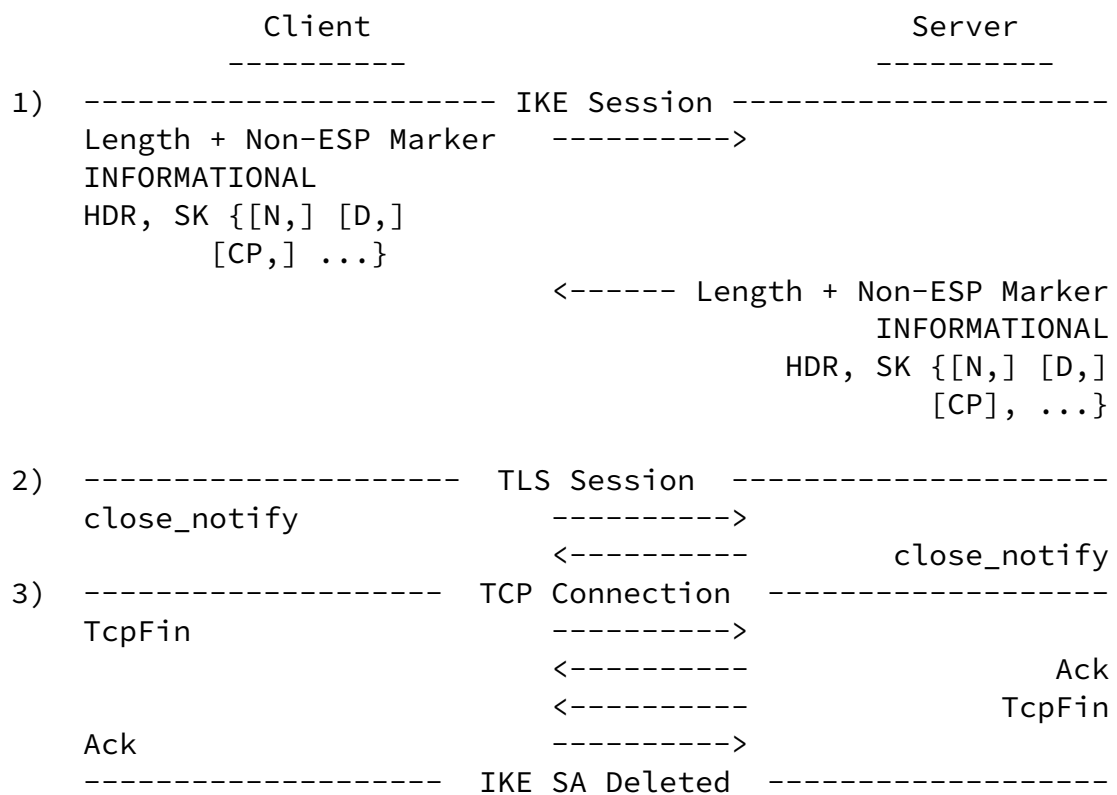 Client                              Server
            ----------                          ----------
1)  ----------------------- IKE Session ---------------------
    Length + Non-ESP Marker   ---------->
    INFORMATIONAL
    HDR, SK {[N,] [D,]
           [CP,] ...}
                              <------ Length + Non-ESP Marker
                                                INFORMATIONAL
                                           HDR, SK {[N,] [D,]
                                                   [CP], ...}

2)  ---------------------  TLS Session  ---------------------
    close_notify              ---------->
                              <----------        close_notify
3)  --------------------  TCP Connection  -------------------
    TcpFin                    ---------->
                              <----------                 Ack
                              <----------              TcpFin
    Ack                       ---------->
    --------------------  IKE SA Deleted  -------------------